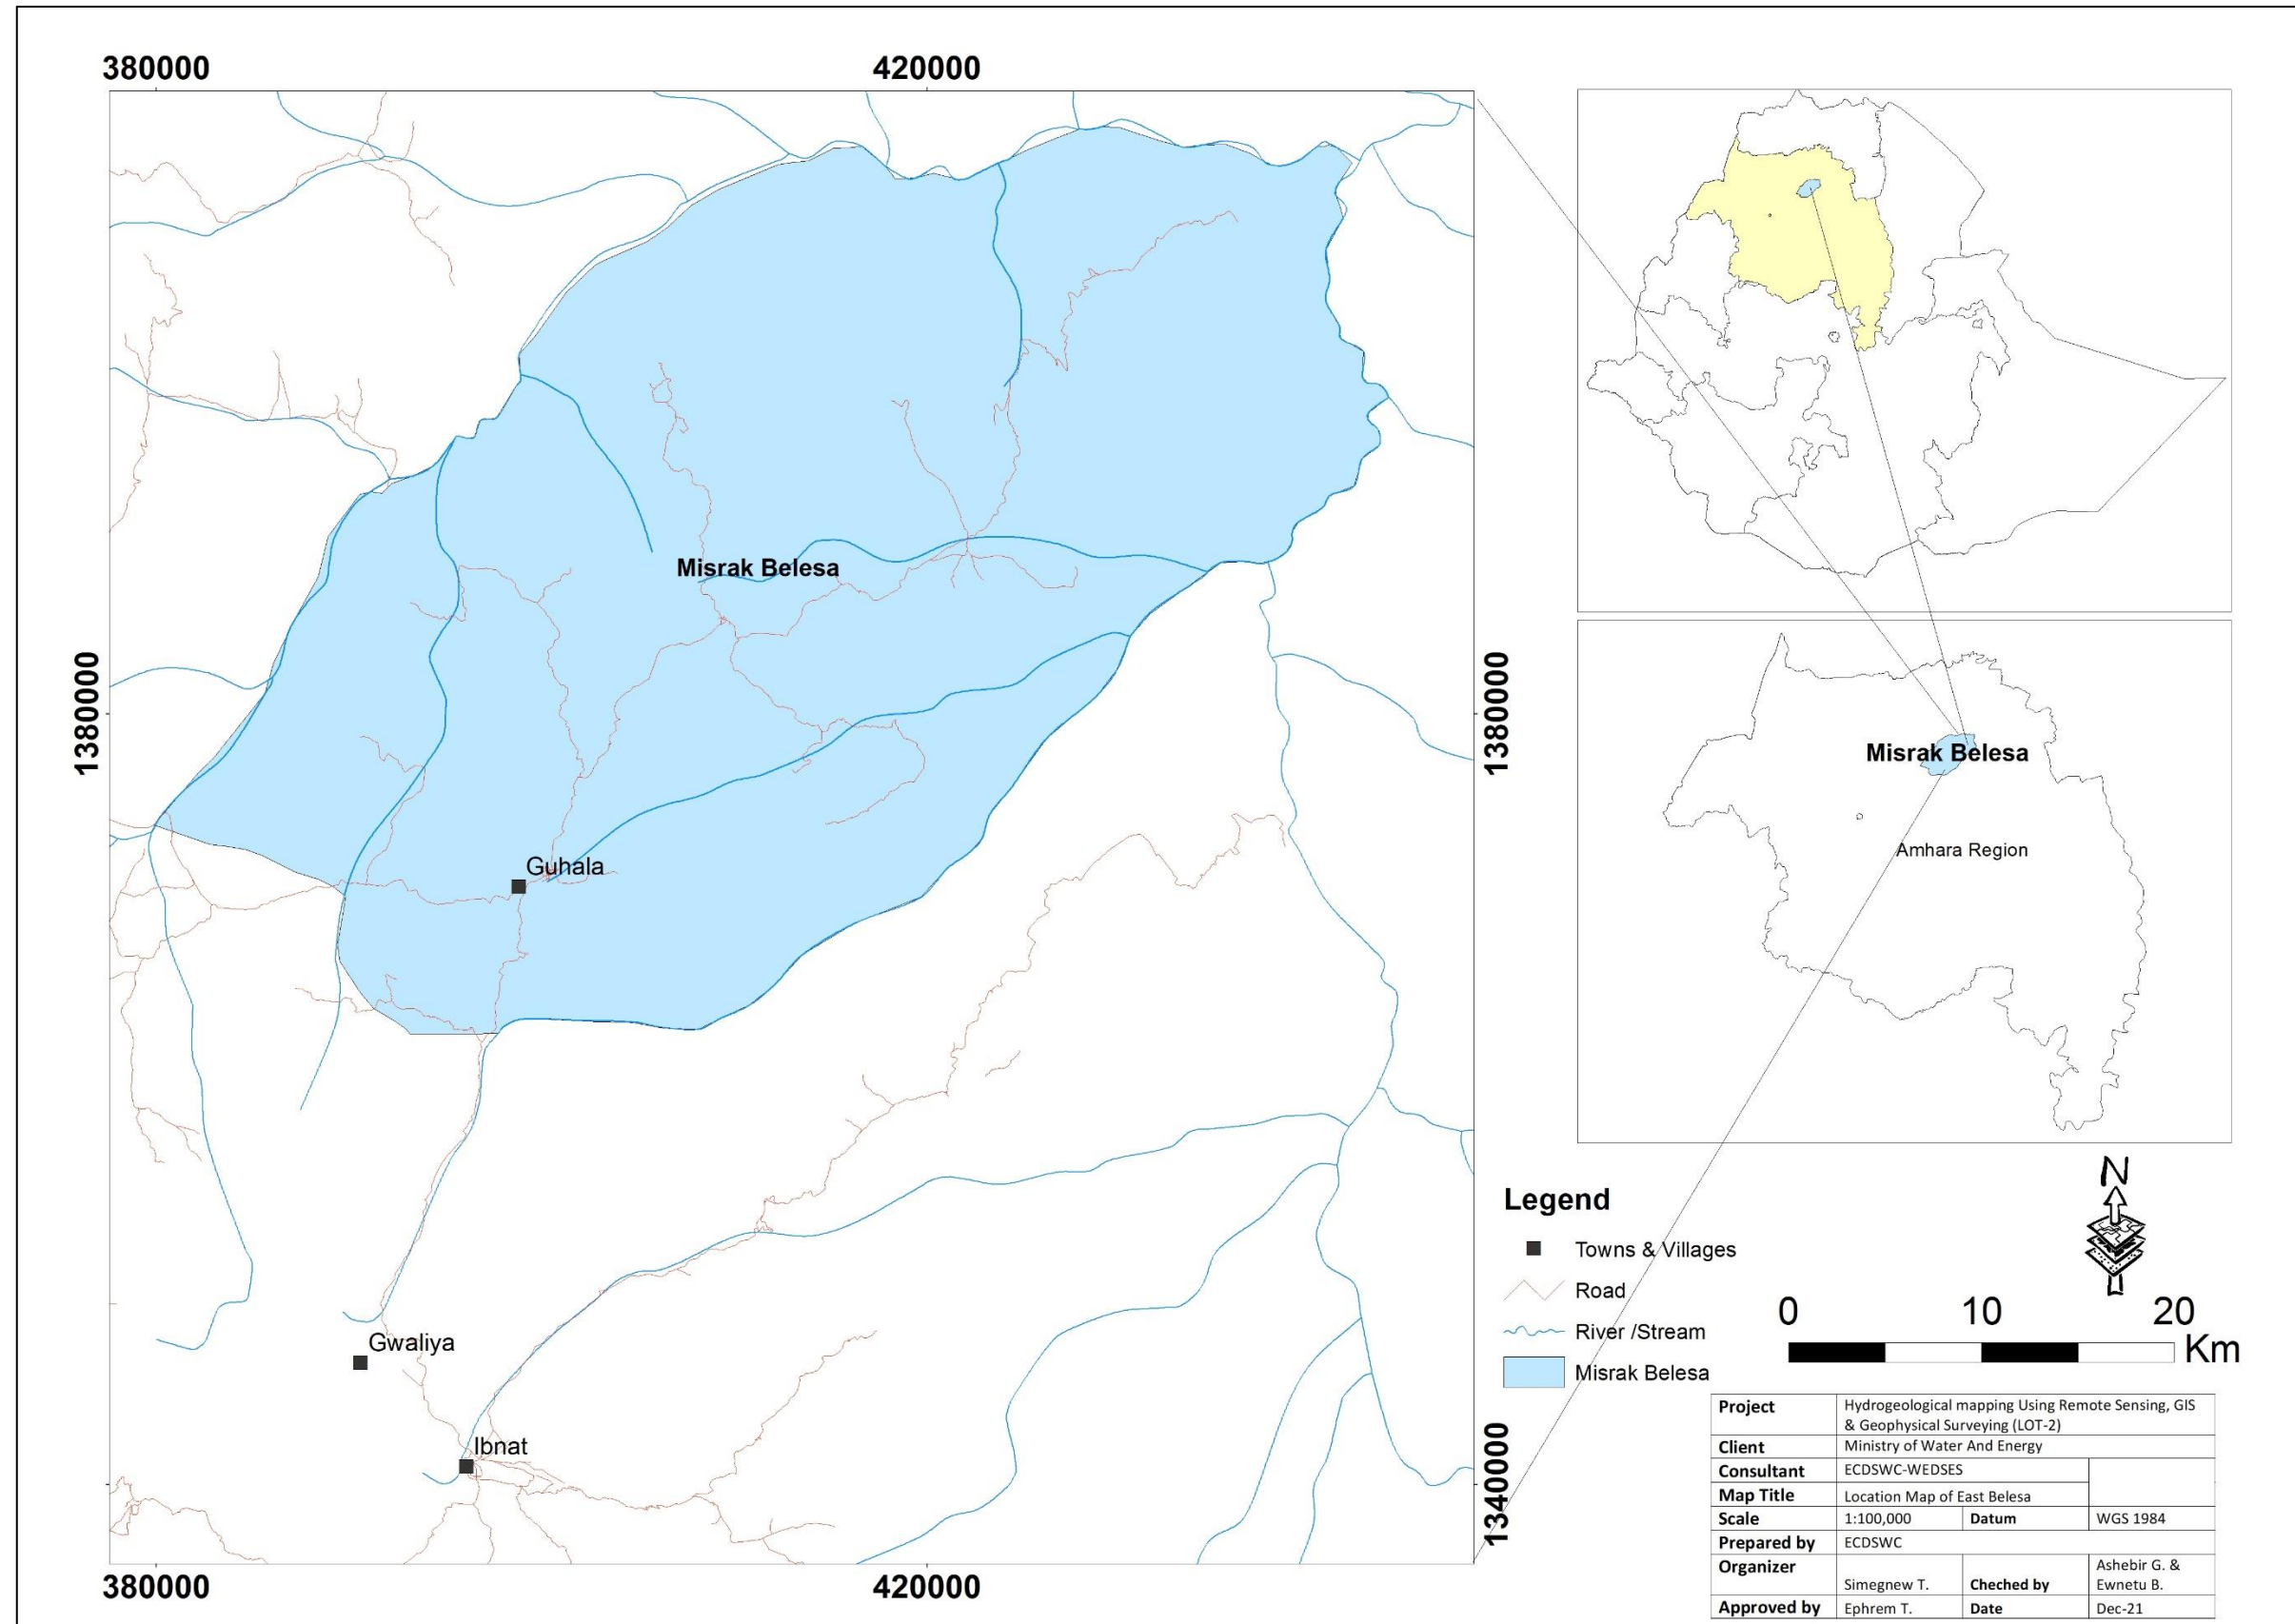 380000
420000
1380000
1380000
Misrak Belesa
Guhala
Gwaliya
Ibnat
1340000
380000
420000
Misrak Belesa
Amhara Region
N
Legend
Towns & Villages
Road
River /Stream
Misrak Belesa
0 10 20
Km
Project Hydrogeological mapping Using Remote Sensing, GIS
& Geophysical Surveying (LOT-2)
Client Ministry of Water And Energy
Consultant ECDSWC-WEDSES
Map Title Location Map of East Belesa
Scale 1:100,000 Datum WGS 1984
Prepared by ECDSWC
Organizer Simegnew T. Cheched by Ashebir G. &
Ewnetu B.
Approved by Ephrem T. Date Dec-21